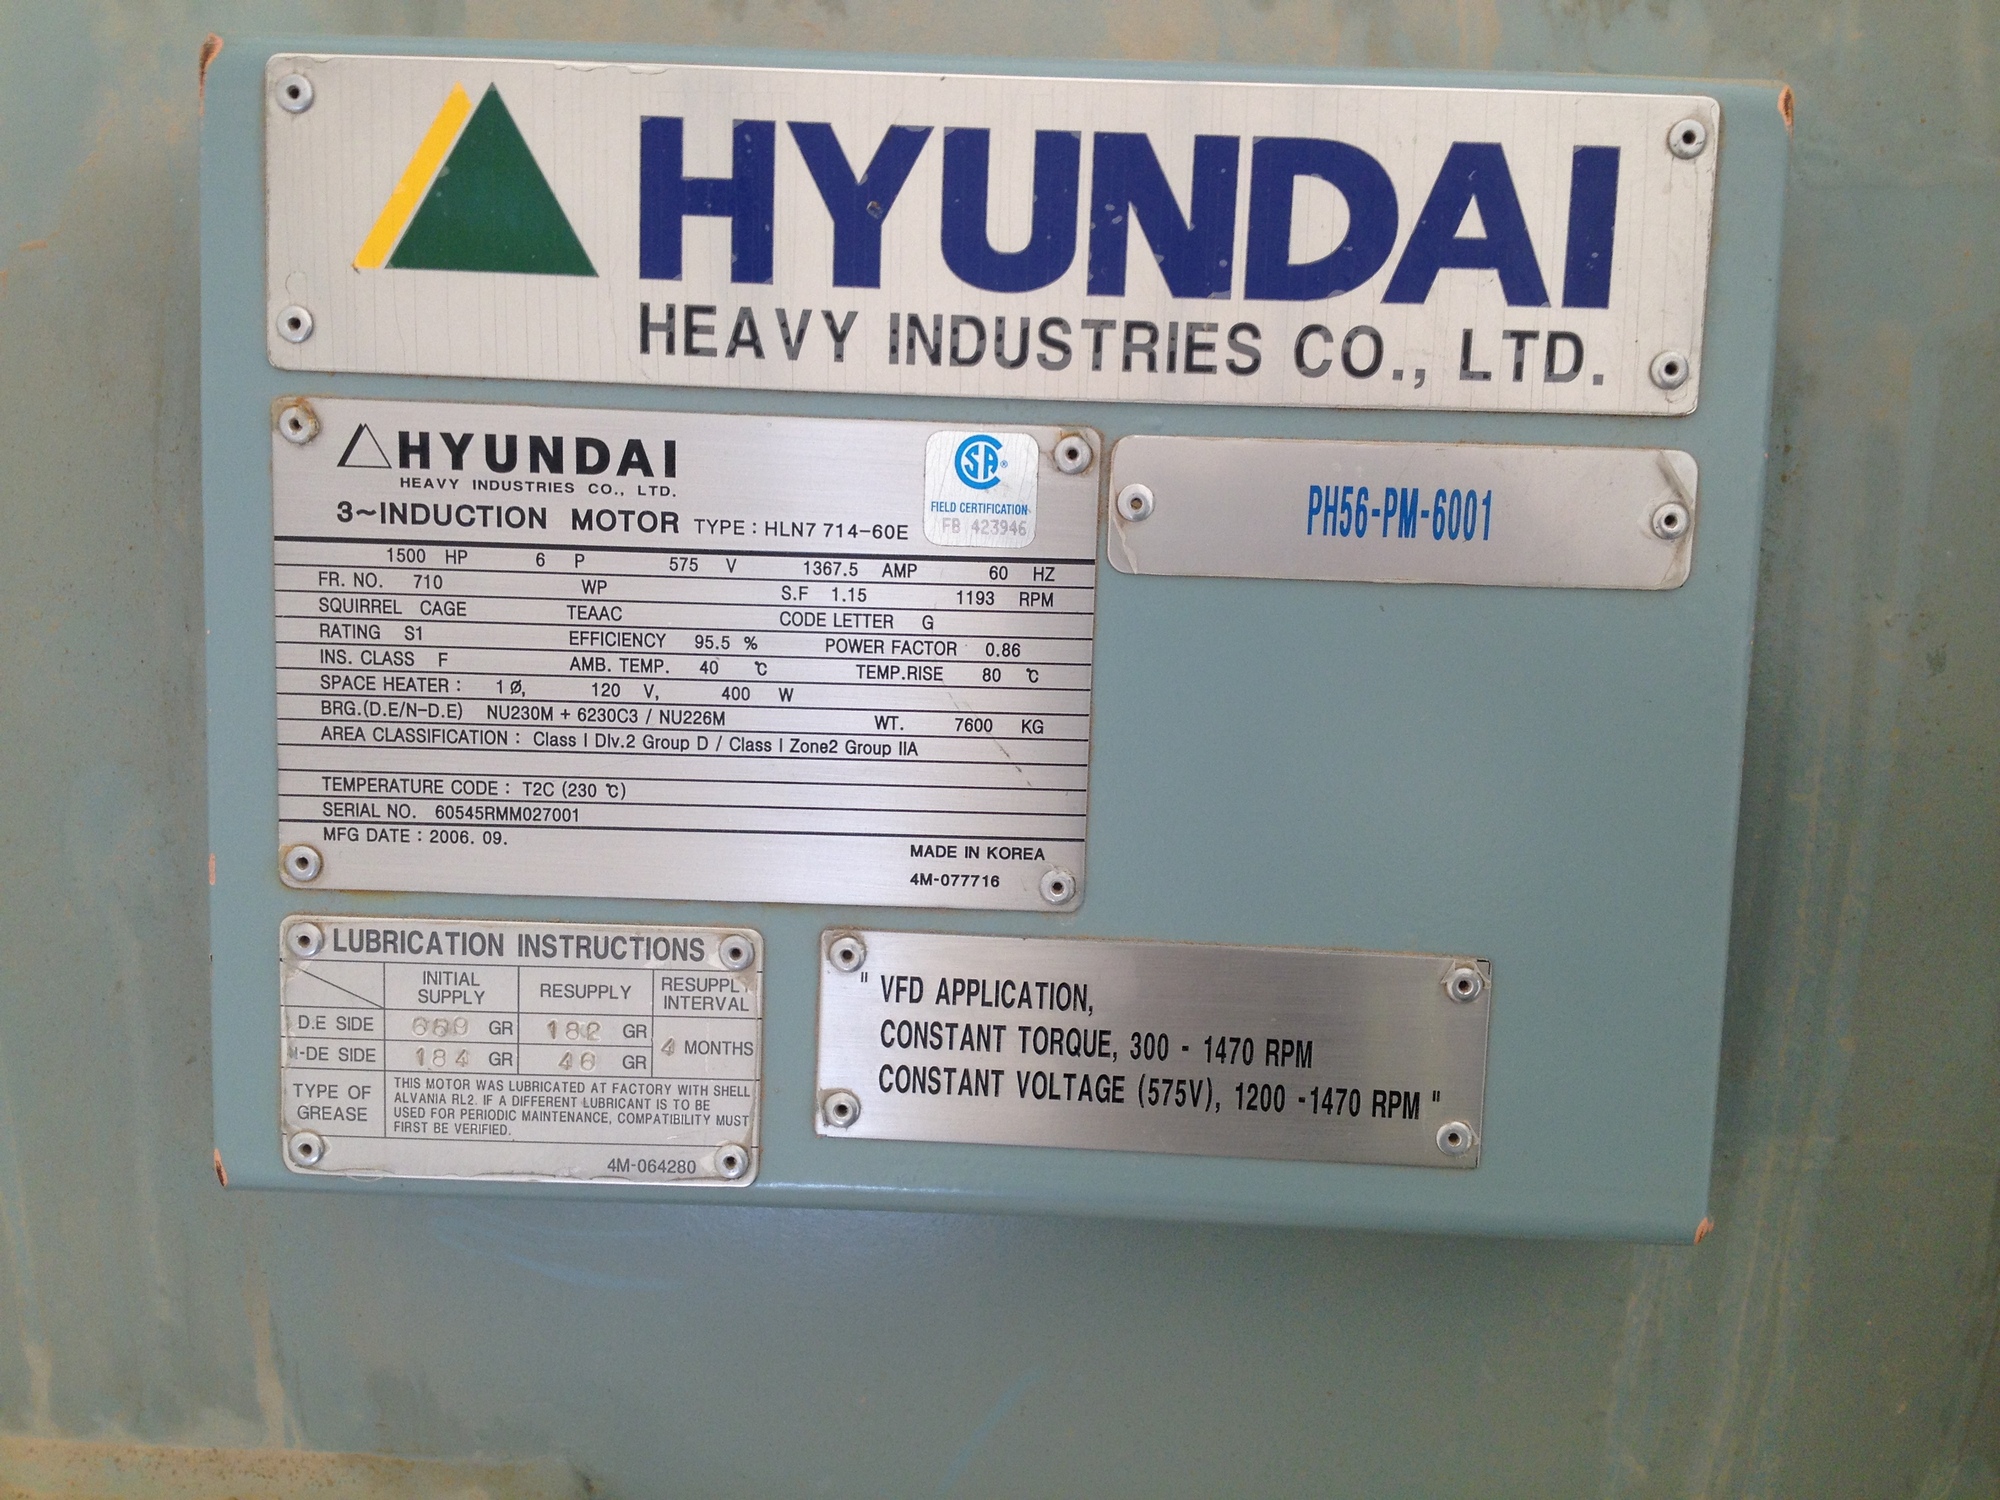 HYUNDAI
HEAVY INDUSTRIES CO., LTD.
HYUNDAI
HEAVY INDUSTRIES CO., LTD.
3~INDUCTION MOTOR TYPE : HLN7 714-60E
CSA®
FIELD CERTIFICATION
FB 423946
1500 HP 6 P 575 V 1367.5 AMP 60 HZ
FR. NO. 710 WP S.F 1.15 1193 RPM
SQUIRREL CAGE TEAAC CODE LETTER G
RATING S1 EFFICIENCY 95.5 % POWER FACTOR 0.86
INS. CLASS F AMB. TEMP. 40 ℃ TEMP.RISE 80 ℃
SPACE HEATER : 1 Ø, 120 V, 400 W
BRG.(D.E/N-D.E) NU230M + 6230C3 / NU226M WT. 7600 KG
AREA CLASSIFICATION : Class I Div.2 Group D / Class I Zone2 Group IIA
TEMPERATURE CODE : T2C (230 ℃)
SERIAL NO. 60545RMM027001
MFG DATE : 2006. 09.
MADE IN KOREA
4M-077716
PH56-PM-6001
LUBRICATION INSTRUCTIONS
INITIAL SUPPLY RESUPPLY RESUPPLY INTERVAL
D.E SIDE GR 182 GR
N-DE SIDE 184 GR GR 4 MONTHS
TYPE OF GREASE
THIS MOTOR WAS LUBRICATED AT FACTORY WITH SHELL
ALVANIA RL2. IF A DIFFERENT LUBRICANT IS TO BE
USED FOR PERIODIC MAINTENANCE, COMPATIBILITY MUST
FIRST BE VERIFIED.
4M-064280
" VFD APPLICATION,
CONSTANT TORQUE, 300 - 1470 RPM
CONSTANT VOLTAGE (575V), 1200 -1470 RPM "